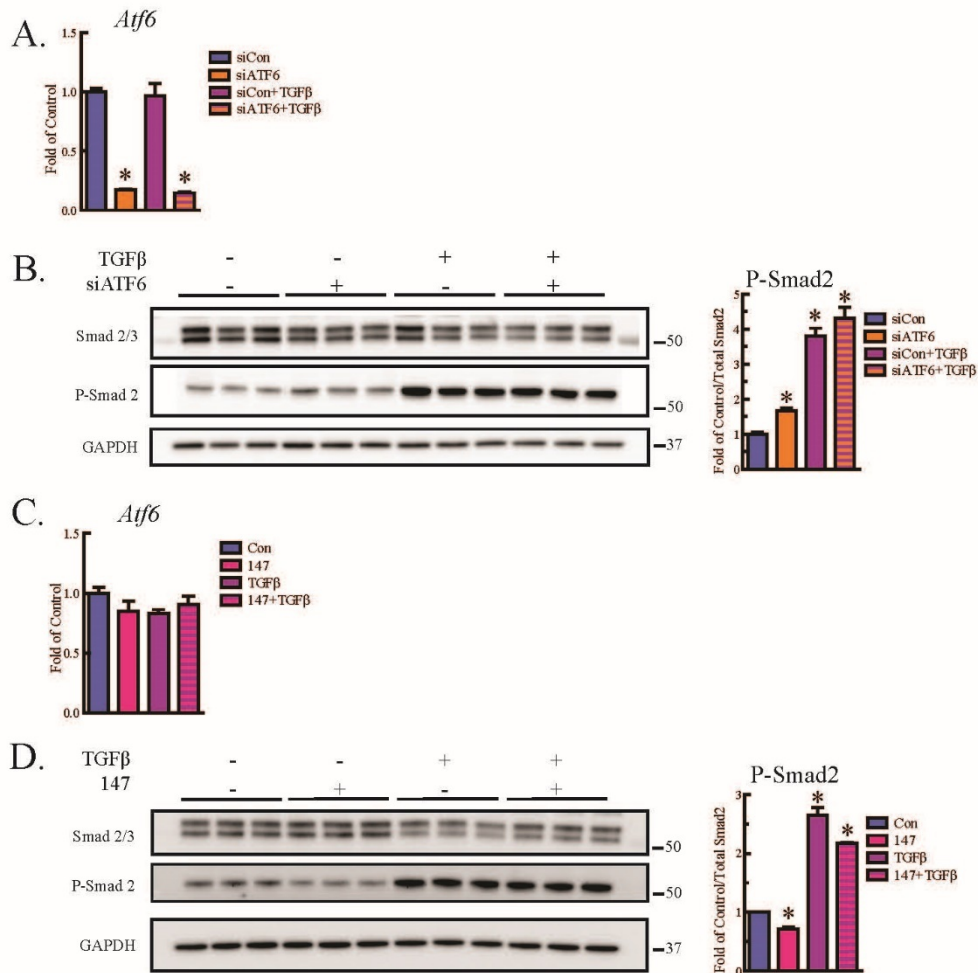 A.
Atf6
1.5
1.0
0.5
0.0
Fold of Control
siCon
siATF6
siCon+TGFβ
siATF6+TGFβ
* *
B.
TGFβ - - + +
siATF6 - + - +
Smad 2/3
50
P-Smad 2
50
GAPDH
37
P-Smad2
5
4
3
2
1
0
Fold of Control/Total Smad2
* * *
siCon
siATF6
siCon+TGFβ
siATF6+TGFβ
C.
Atf6
1.5
1.0
0.5
0.0
Fold of Control
Con
147
TGFβ
147+TGFβ
D.
TGFβ - - + +
147 - + - +
Smad 2/3
50
P-Smad 2
50
GAPDH
37
P-Smad2
3
2
1
0
Fold of Control/Total Smad2
* * *
Con
147
TGFβ
147+TGFβ